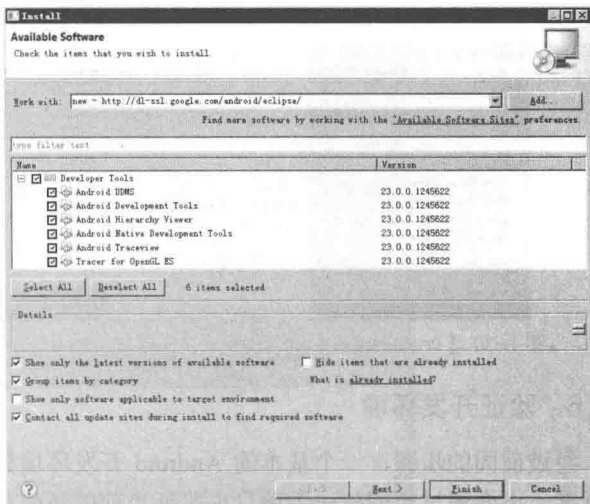 Install
Available Software
Check the items that you wish to install.
Work with: new - http://dl-ssl.google.com/android/eclipse/ Add...
Find more software by working with the "Available Software Sites" preferences.
type filter text
Name Version
Developer Tools
Android DDMS 23.0.0.1245622
Android Development Tools 23.0.0.1245622
Android Hierarchy Viewer 23.0.0.1245622
Android Native Development Tools 23.0.0.1245622
Android Traceview 23.0.0.1245622
Tracer for OpenGL ES 23.0.0.1245622
Select All Deselect All 6 items selected
Details
Show only the latest versions of available software Hide items that are already installed
Group items by category What is already installed?
Show only software applicable to target environment
Contact all update sites during install to find required software
Next > Finish Cancel